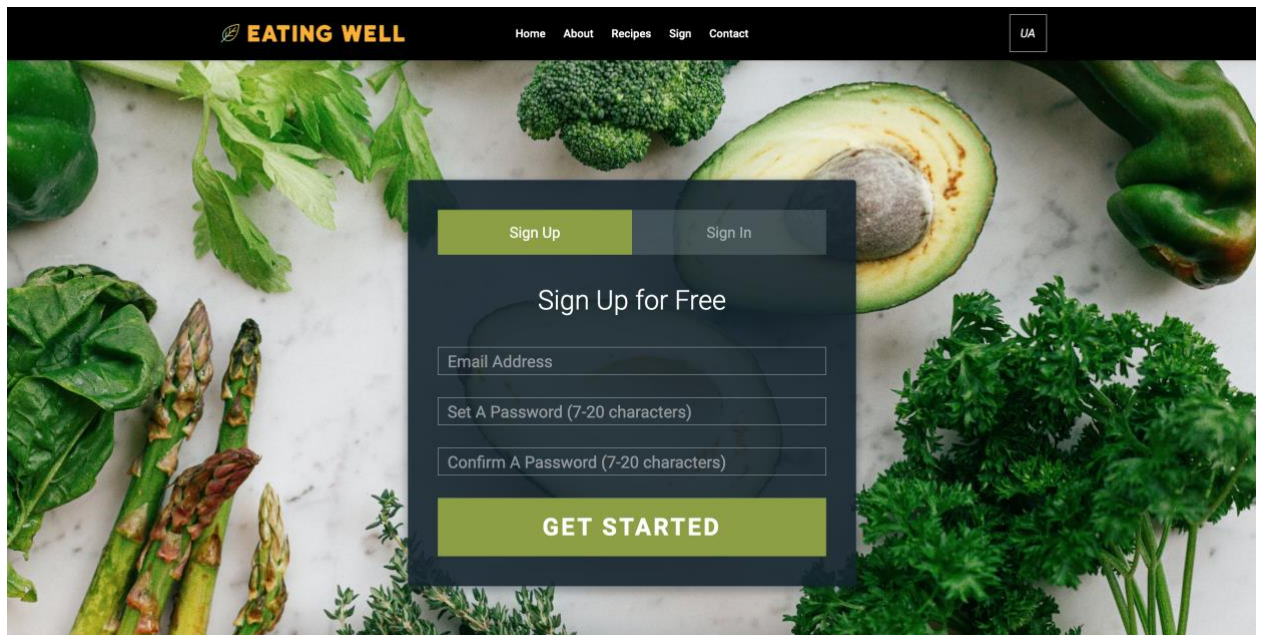 EATING WELL
Home About Recipes Sign Contact
UA
Sign Up Sign In
Sign Up for Free
Email Address
Set A Password (7-20 characters)
Confirm A Password (7-20 characters)
GET STARTED